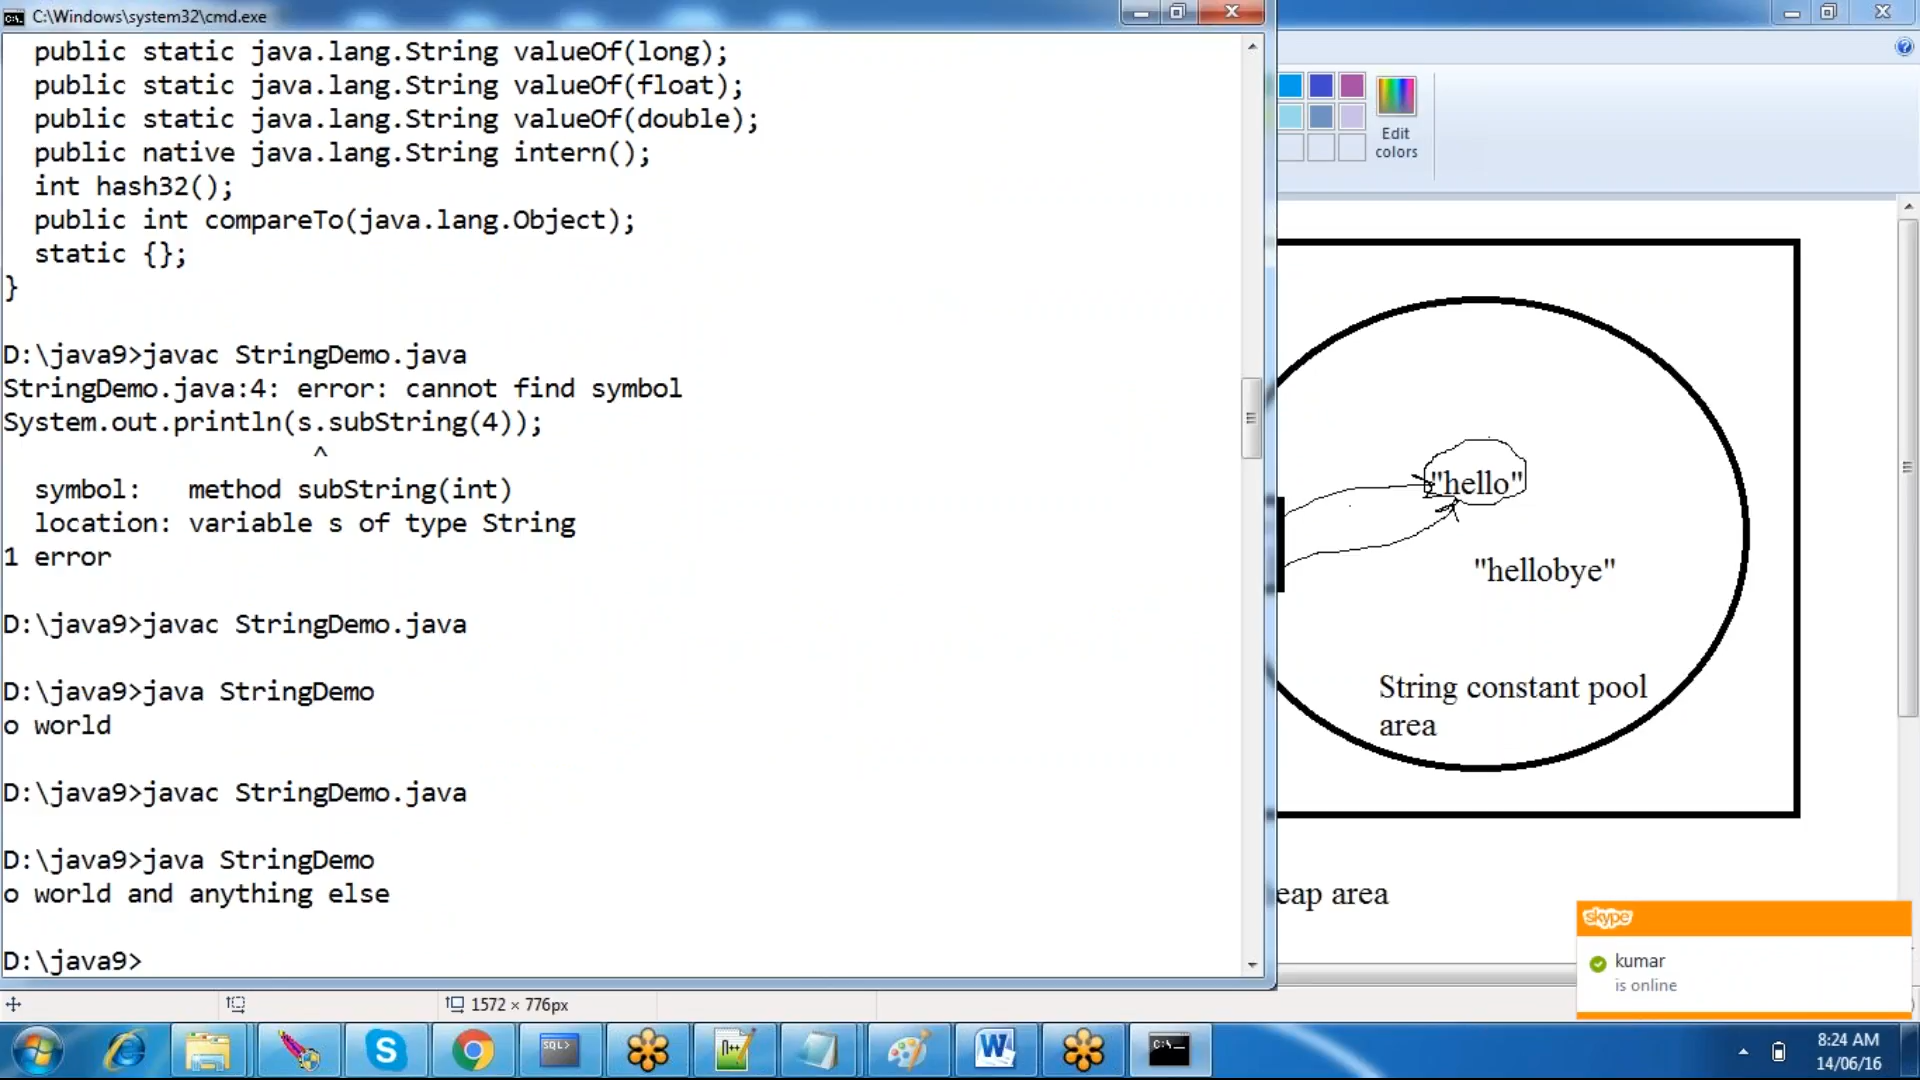 C:\Windows\system32\cmd.exe
public static java.lang.String valueOf(long);
public static java.lang.String valueOf(float);
public static java.lang.String valueOf(double);
public native java.lang.String intern();
int hash32();
public int compareTo(java.lang.Object);
static {};
}
D:\java9>javac StringDemo.java
StringDemo.java:4: error: cannot find symbol
System.out.println(s.subString(4));
^
symbol:   method subString(int)
location: variable s of type String
1 error
D:\java9>javac StringDemo.java
D:\java9>java StringDemo
o world
D:\java9>javac StringDemo.java
D:\java9>java StringDemo
o world and anything else
D:\java9>
Edit
colors
"hello"
"hellobye"
String constant pool
area
eap area
skype
kumar
is online
1572 × 776px
SQL>
n++
W
C:\_
8:24 AM
14/06/16